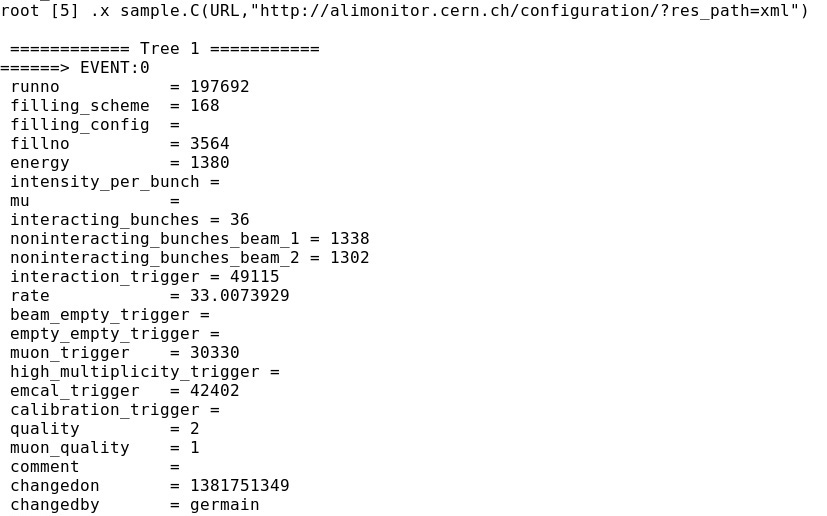 root [5] .x sample.C(URL,"http://alimonitor.cern.ch/configuration/?res_path=xml")
============ Tree 1 ===========
======> EVENT:0
runno = 197692
filling_scheme = 168
filling_config =
fillno = 3564
energy = 1380
intensity_per_bunch =
mu =
interacting_bunches = 36
noninteracting_bunches_beam_1 = 1338
noninteracting_bunches_beam_2 = 1302
interaction_trigger = 49115
rate = 33.0073929
beam_empty_trigger =
empty_empty_trigger =
muon_trigger = 30330
high_multiplicity_trigger =
emcal_trigger = 42402
calibration_trigger =
quality = 2
muon_quality = 1
comment =
changedon = 1381751349
changedby = germain